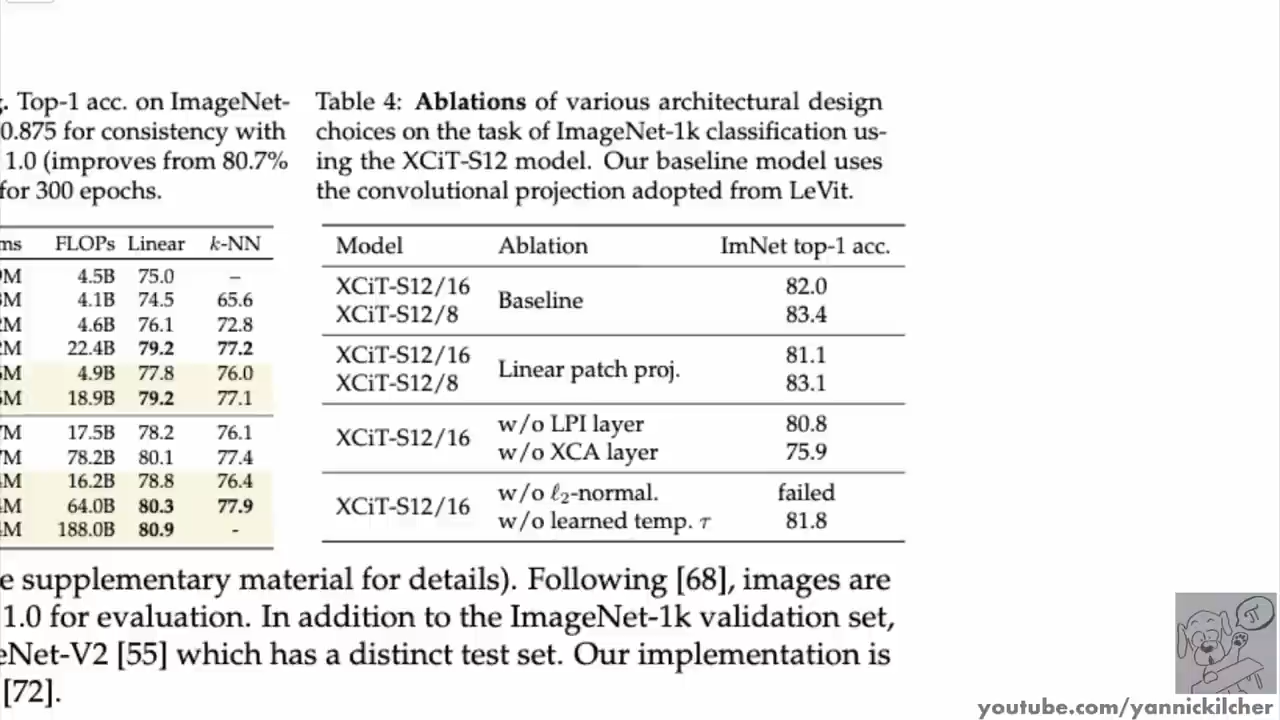 . Top-1 acc. on ImageNet-
0.875 for consistency with
1.0 (improves from 80.7%
for 300 epochs.
ms FLOPs Linear k-NN
M 4.5B 75.0 –
M 4.1B 74.5 65.6
M 4.6B 76.1 72.8
M 22.4B 79.2 77.2
M 4.9B 77.8 76.0
M 18.9B 79.2 77.1
M 17.5B 78.2 76.1
M 78.2B 80.1 77.4
M 16.2B 78.8 76.4
M 64.0B 80.3 77.9
M 188.0B 80.9 -
Table 4: Ablations of various architectural design
choices on the task of ImageNet-1k classification us-
ing the XCiT-S12 model. Our baseline model uses
the convolutional projection adopted from LeViT.
Model Ablation ImNet top-1 acc.
XCiT-S12/16 Baseline 82.0
XCiT-S12/8 83.4
XCiT-S12/16 Linear patch proj. 81.1
XCiT-S12/8 83.1
XCiT-S12/16 w/o LPI layer 80.8
w/o XCA layer 75.9
XCiT-S12/16 w/o ℓ2-normal. failed
w/o learned temp. τ 81.8
e supplementary material for details). Following [68], images are
1.0 for evaluation. In addition to the ImageNet-1k validation set,
eNet-V2 [55] which has a distinct test set. Our implementation is
[72].
π
youtube.com/yannickilcher